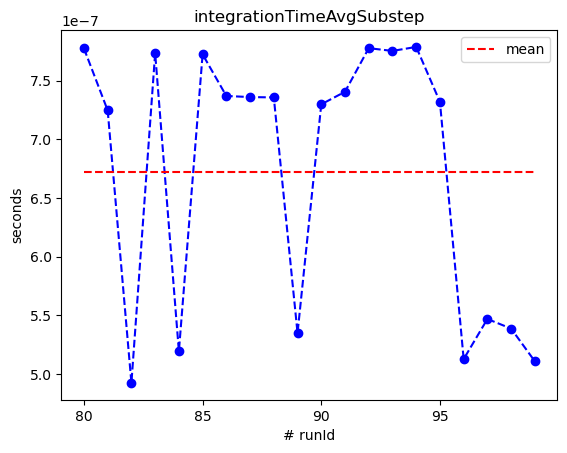 integrationTimeAvgSubstep
1e−7
mean
7.5
7.0
6.5
6.0
5.5
5.0
seconds
80 85 90 95
# runId